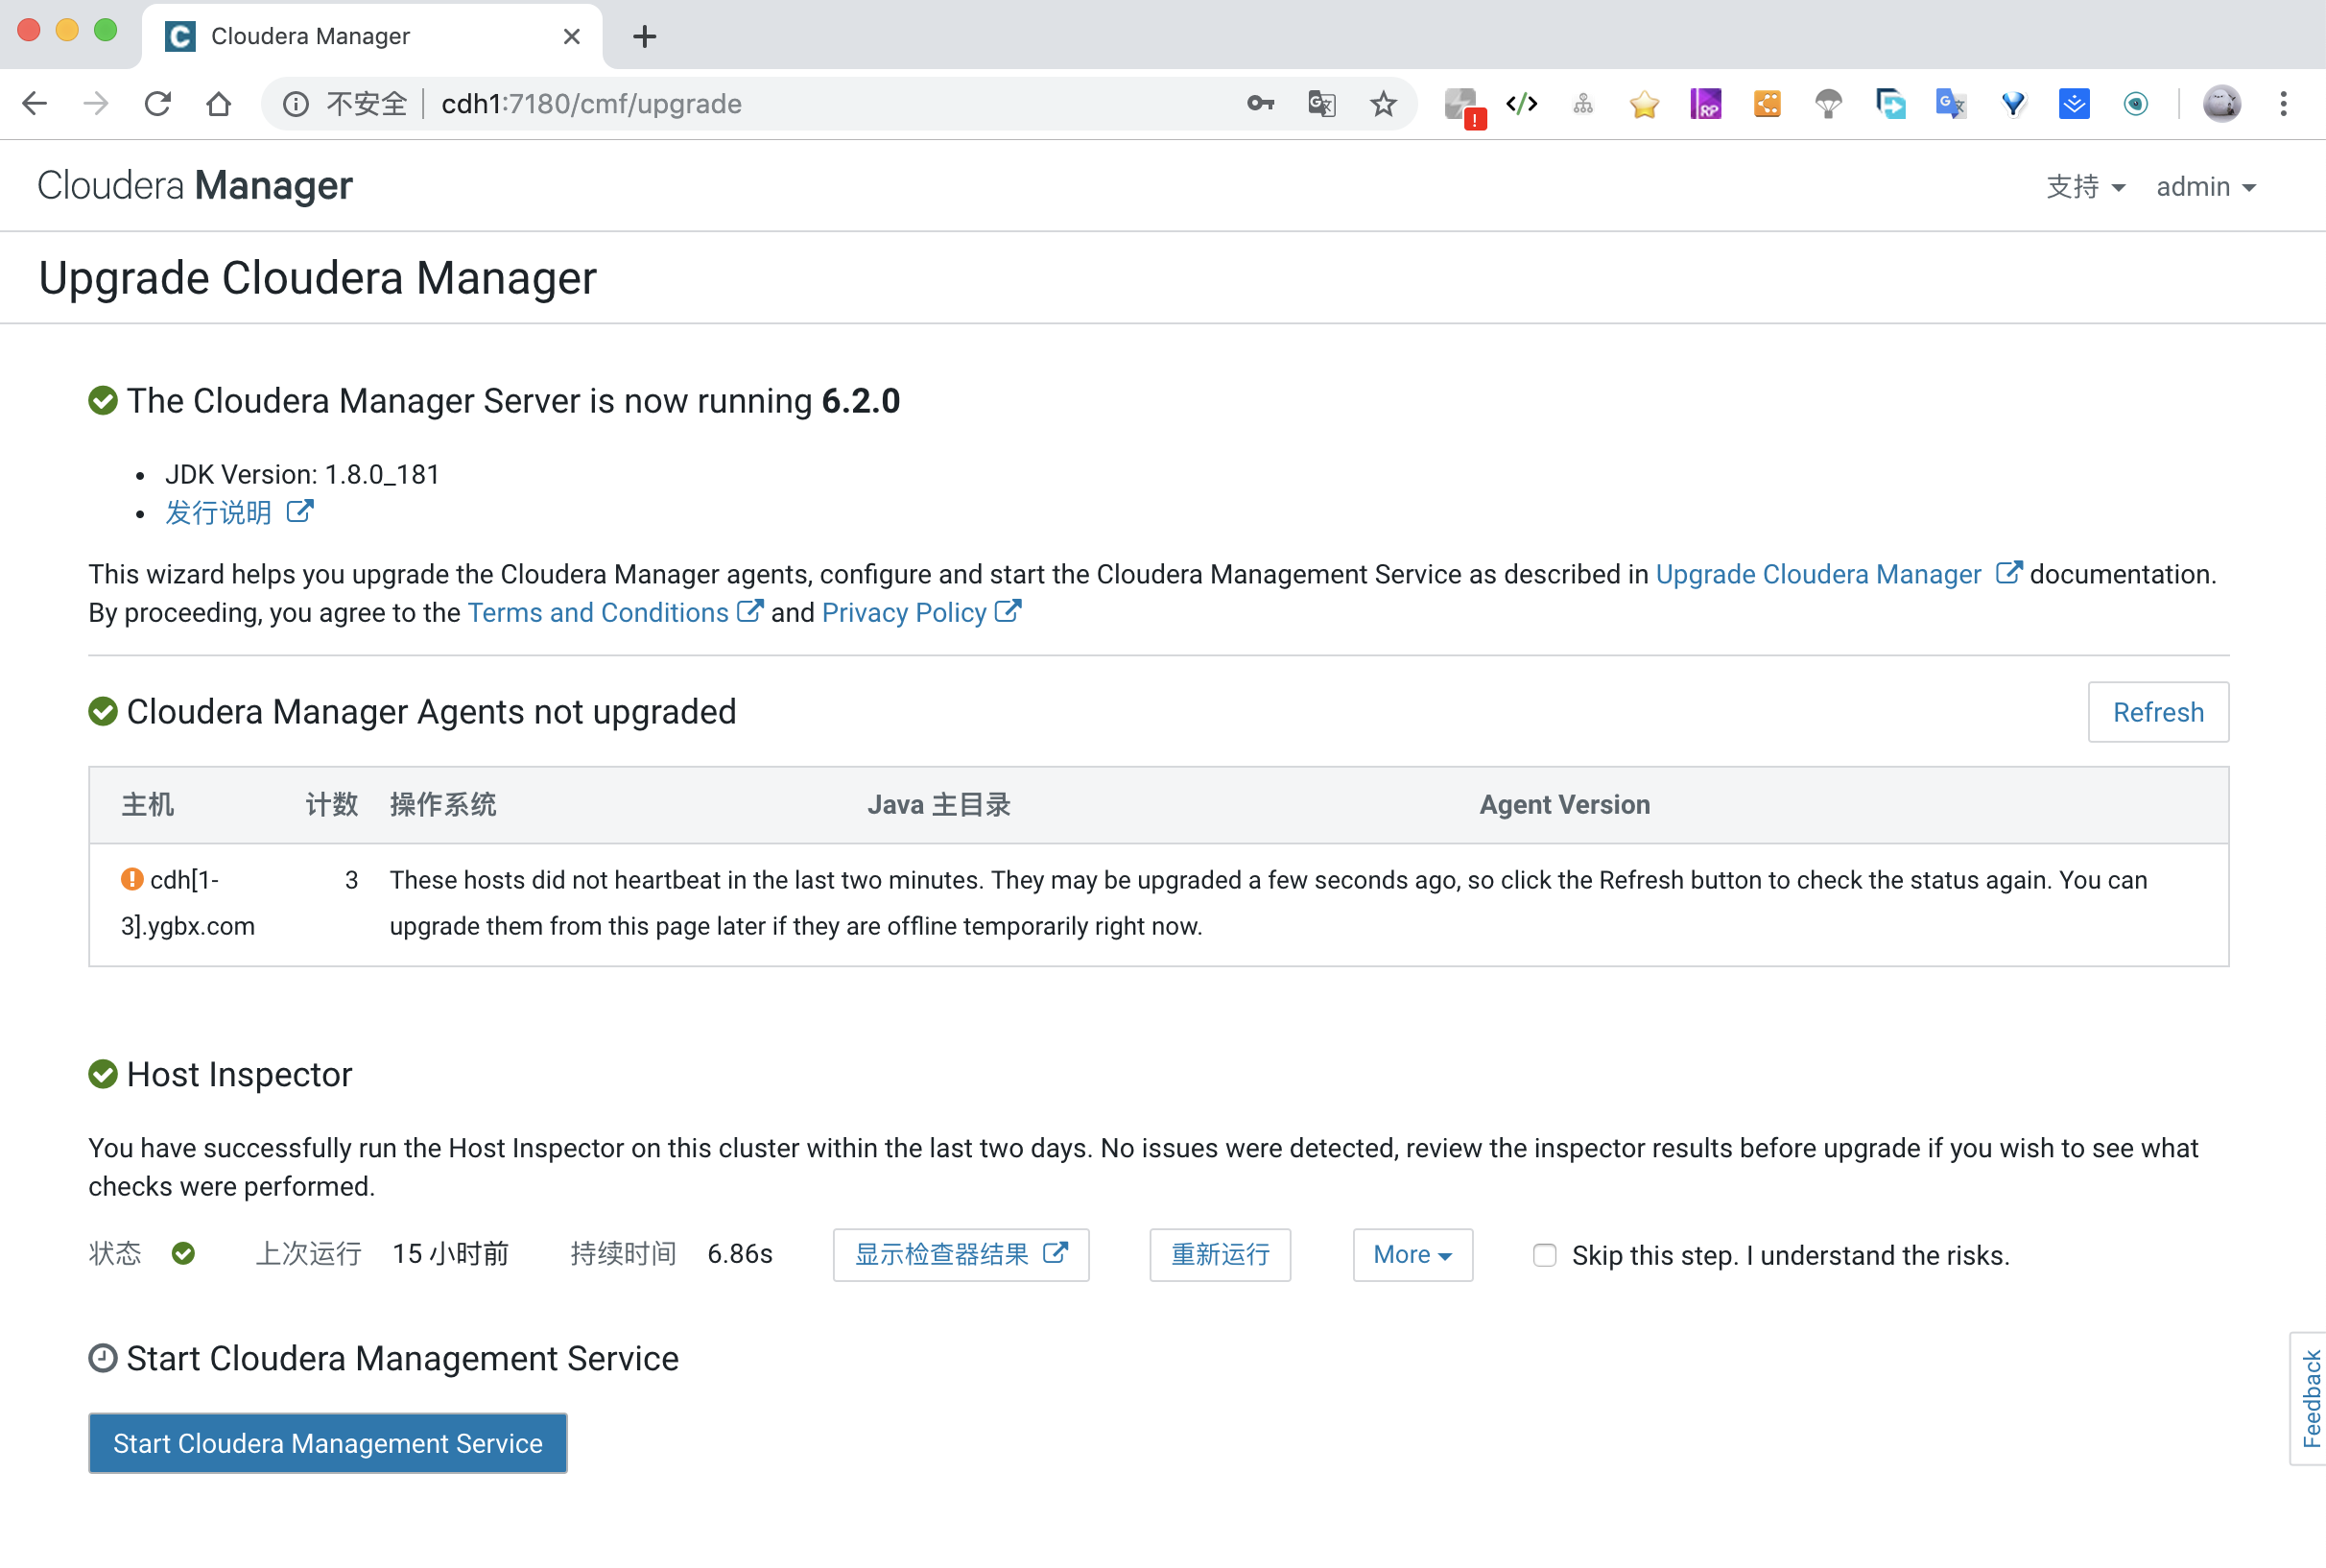 Cloudera Manager
不安全 cdh1:7180/cmf/upgrade
Cloudera Manager
支持 admin
Upgrade Cloudera Manager
The Cloudera Manager Server is now running 6.2.0
• JDK Version: 1.8.0_181
• 发行说明
This wizard helps you upgrade the Cloudera Manager agents, configure and start the Cloudera Management Service as described in Upgrade Cloudera Manager documentation.
By proceeding, you agree to the Terms and Conditions and Privacy Policy
Cloudera Manager Agents not upgraded
Refresh
主机 计数 操作系统 Java 主目录 Agent Version
cdh[1- 3 These hosts did not heartbeat in the last two minutes. They may be upgraded a few seconds ago, so click the Refresh button to check the status again. You can
3].ygbx.com upgrade them from this page later if they are offline temporarily right now.
Host Inspector
You have successfully run the Host Inspector on this cluster within the last two days. No issues were detected, review the inspector results before upgrade if you wish to see what
checks were performed.
状态 上次运行 15 小时前 持续时间 6.86s 显示检查器结果 重新运行 More Skip this step. I understand the risks.
Start Cloudera Management Service
Start Cloudera Management Service
Feedback